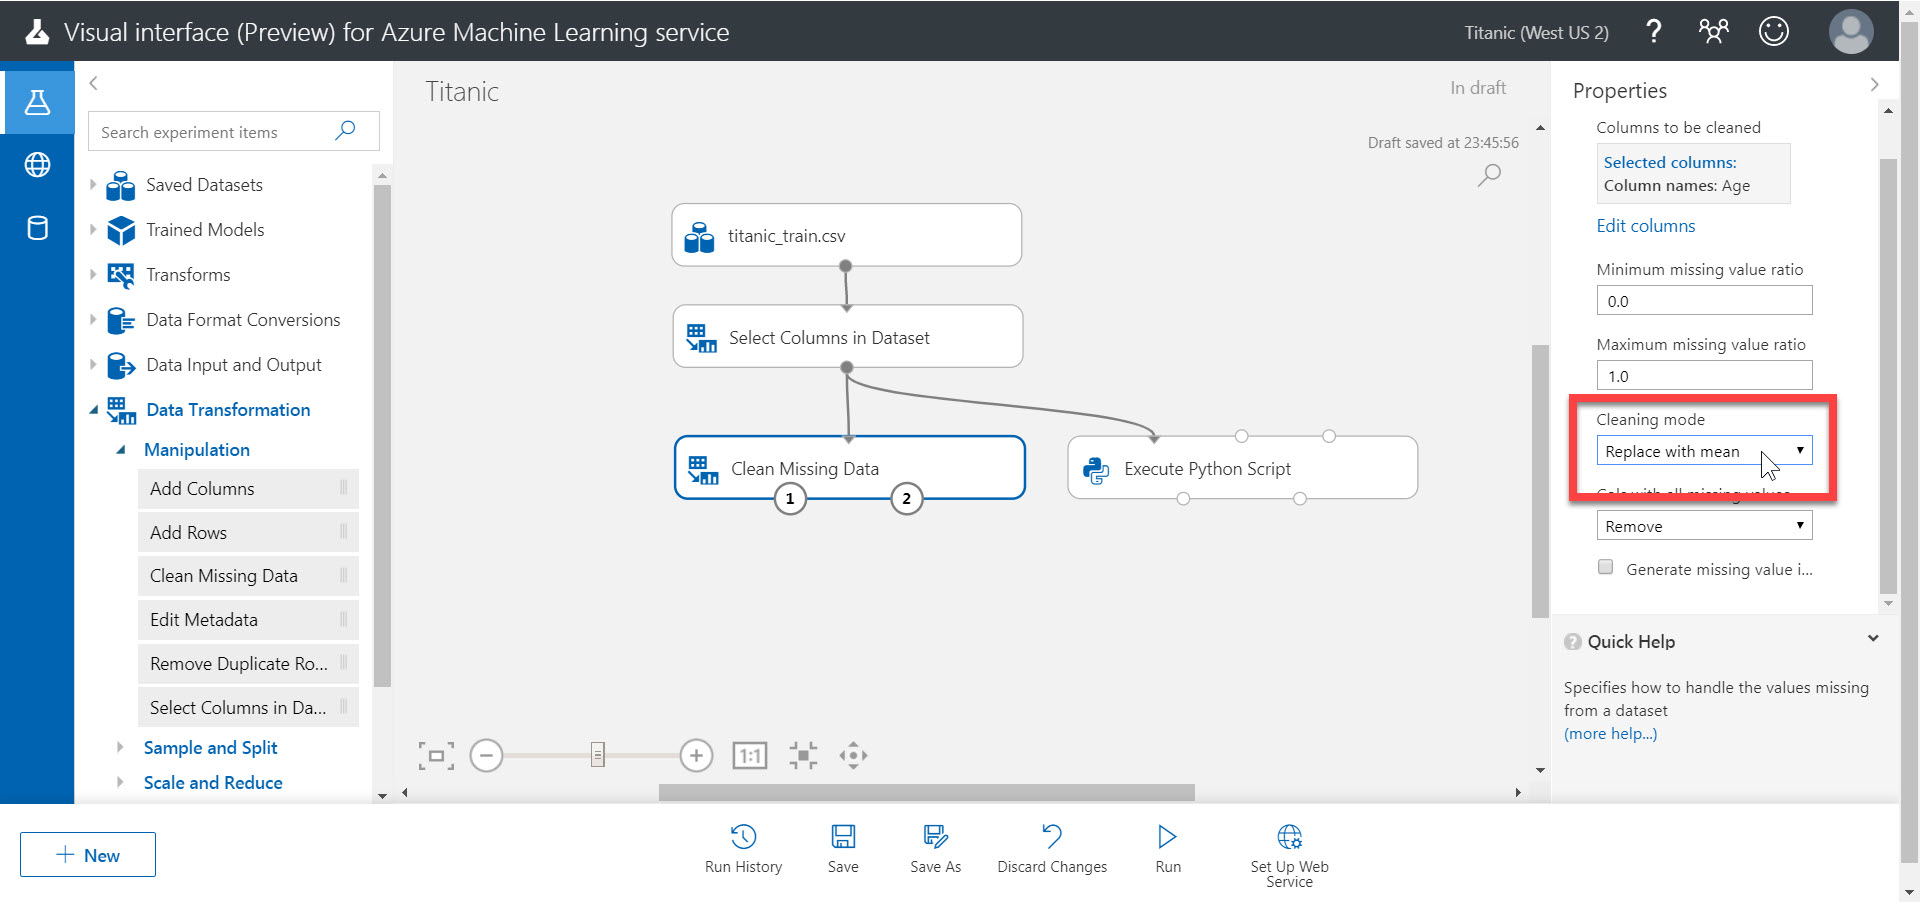 Visual interface (Preview) for Azure Machine Learning service
Titanic (West US 2)
?
Search experiment items
Saved Datasets
Trained Models
Transforms
Data Format Conversions
Data Input and Output
Data Transformation
Manipulation
Add Columns
Add Rows
Clean Missing Data
Edit Metadata
Remove Duplicate Ro...
Select Columns in Da...
Sample and Split
Scale and Reduce
Titanic
In draft
Draft saved at 23:45:56
titanic_train.csv
Select Columns in Dataset
Clean Missing Data
1
2
Execute Python Script
1:1
Properties
Columns to be cleaned
Selected columns:
Column names: Age
Edit columns
Minimum missing value ratio
0.0
Maximum missing value ratio
1.0
Cleaning mode
Replace with mean
Cols with all missing values
Remove
Generate missing value i...
? Quick Help
Specifies how to handle the values missing
from a dataset
(more help...)
New
Run History
Save
Save As
Discard Changes
Run
Set Up Web
Service